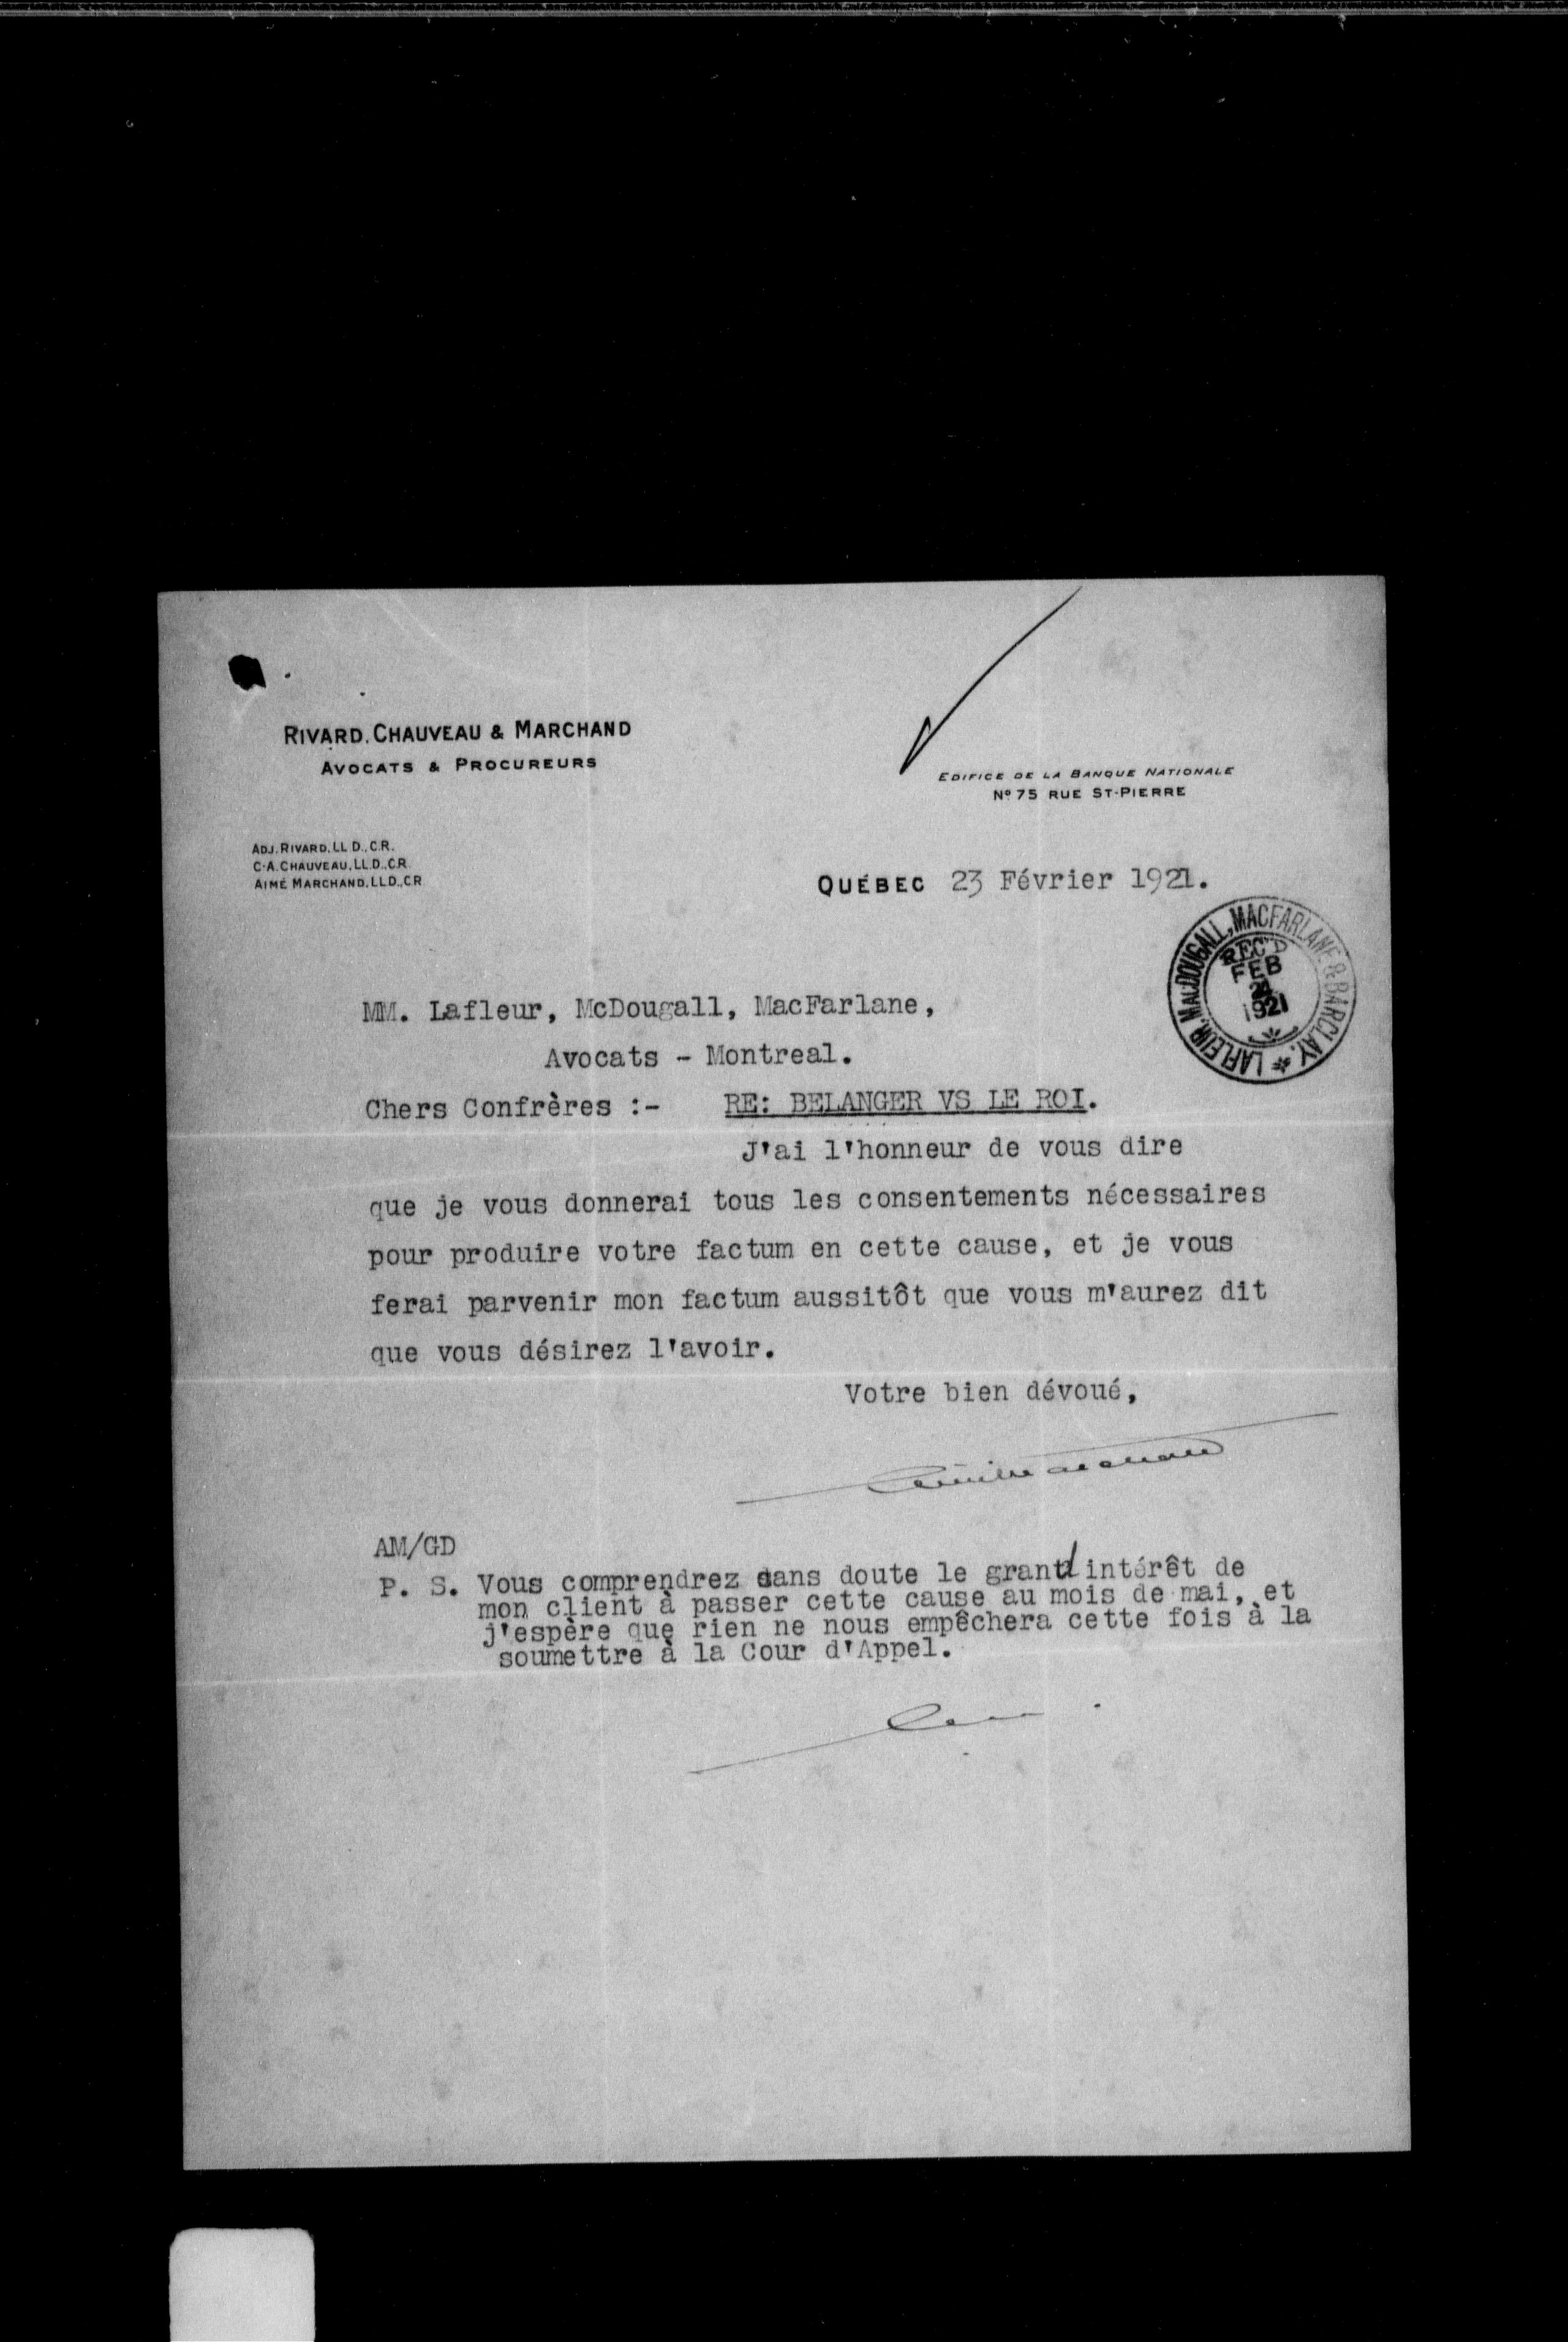 RIVARD, CHAUVEAU & MARCHAND
AVOCATS & PROCUREURS
EDIFICE DE LA BANQUE NATIONALE
No 75 RUE ST-PIERRE
ADJ. RIVARD, LL.D., C.R.
C-A. CHAUVEAU, LL.D., C.R.
AIMÉ MARCHAND, LL.D., C.R.
QUÉBEC 23 Février 1921.
LAFLEUR, MACDOUGALL, MACFARLANE & BARCLAY.
REC'D
FEB
24
1921
MM. Lafleur, McDougall, MacFarlane,
Avocats - Montreal.
Chers Confrères :- RE: BELANGER VS LE ROI.
J'ai l'honneur de vous dire
que je vous donnerai tous les consentements nécessaires
pour produire votre factum en cette cause, et je vous
ferai parvenir mon factum aussitôt que vous m'aurez dit
que vous désirez l'avoir.
Votre bien dévoué,
AM/GD
P. S. Vous comprendrez sans doute le grand intérêt de
mon client à passer cette cause au mois de mai, et
j'espère que rien ne nous empêchera cette fois à la
soumettre à la Cour d'Appel.